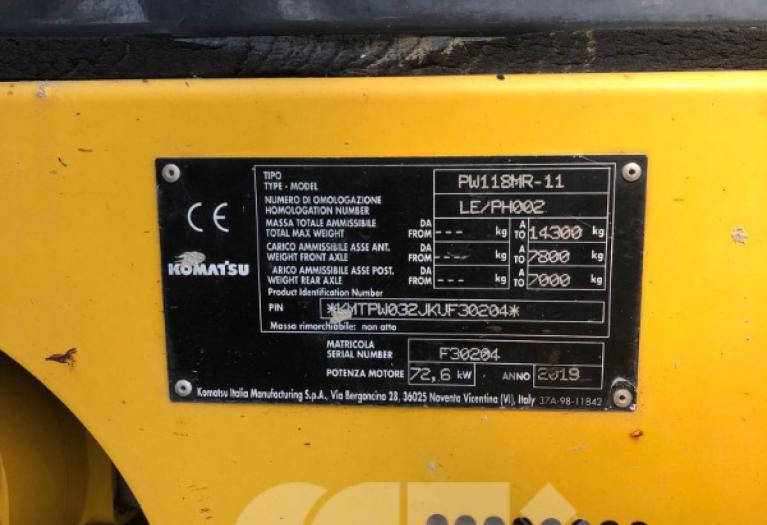 TIPO
TYPE - MODEL PW118MR-11
NUMERO DI OMOLOGAZIONE
HOMOLOGATION NUMBER LE/PH002
MASSA TOTALE AMMISSIBILE DA A
TOTAL MAX WEIGHT FROM --- kg TO 14300 kg
CARICO AMMISSIBILE ASSE ANT. DA A
WEIGHT FRONT AXLE FROM --- kg TO 7800 kg
ARICO AMMISSIBILE ASSE POST. DA A
WEIGHT REAR AXLE FROM --- kg TO 7000 kg
Product Identification Number
PIN *KMTPW032JKUF30204*
Massa rimorchiabile: non atto
CE
KOMATSU
MATRICOLA
SERIAL NUMBER F30204
POTENZA MOTORE 72,6 kW ANNO 2019
Komatsu Italia Manufacturing S.p.A., Via Bergoncino 28, 36025 Noventa Vicentina (VI), Italy 37A-98-11842